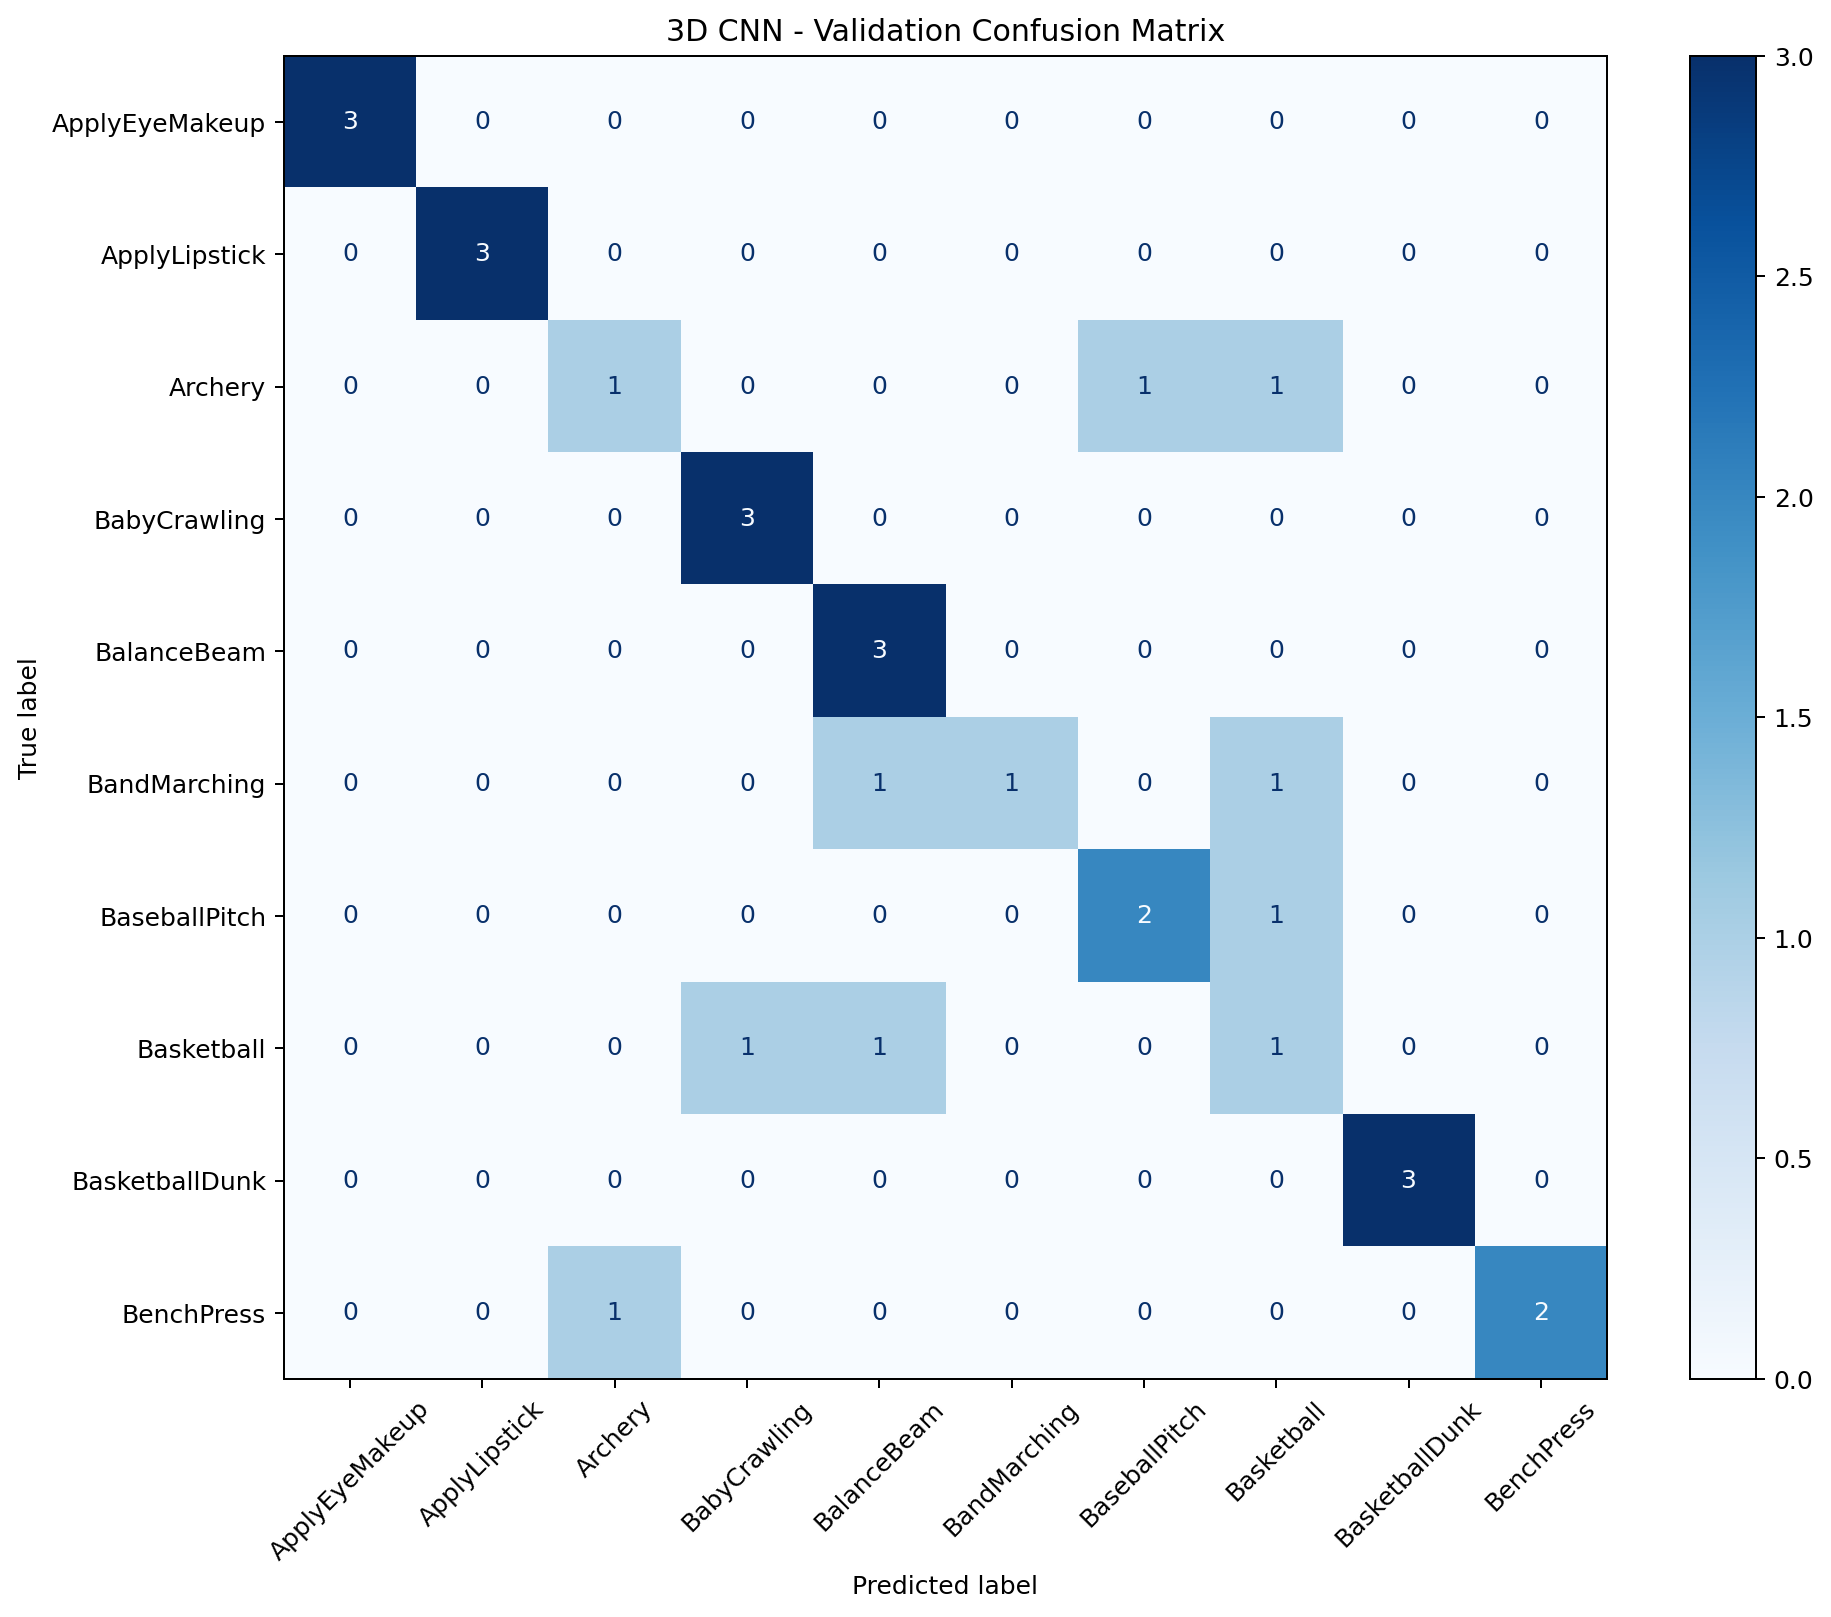 3D CNN - Validation Confusion Matrix
ApplyEyeMakeup 3 0 0 0 0 0 0 0 0 0
ApplyLipstick 0 3 0 0 0 0 0 0 0 0
Archery 0 0 1 0 0 0 1 1 0 0
BabyCrawling 0 0 0 3 0 0 0 0 0 0
BalanceBeam 0 0 0 0 3 0 0 0 0 0
BandMarching 0 0 0 0 1 1 0 1 0 0
BaseballPitch 0 0 0 0 0 0 2 1 0 0
Basketball 0 0 0 1 1 0 0 1 0 0
BasketballDunk 0 0 0 0 0 0 0 0 3 0
BenchPress 0 0 1 0 0 0 0 0 0 2
True label
ApplyEyeMakeup ApplyLipstick Archery BabyCrawling BalanceBeam BandMarching BaseballPitch Basketball BasketballDunk BenchPress
Predicted label
3.0
2.5
2.0
1.5
1.0
0.5
0.0